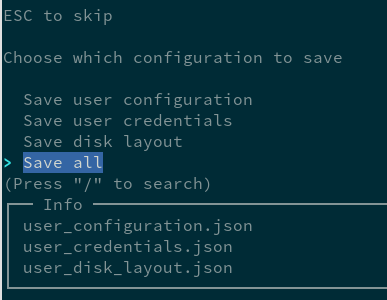 ESC to skip
Choose which configuration to save
Save user configuration
Save user credentials
Save disk layout
> Save all
(Press "/" to search)
Info
user_configuration.json
user_credentials.json
user_disk_layout.json